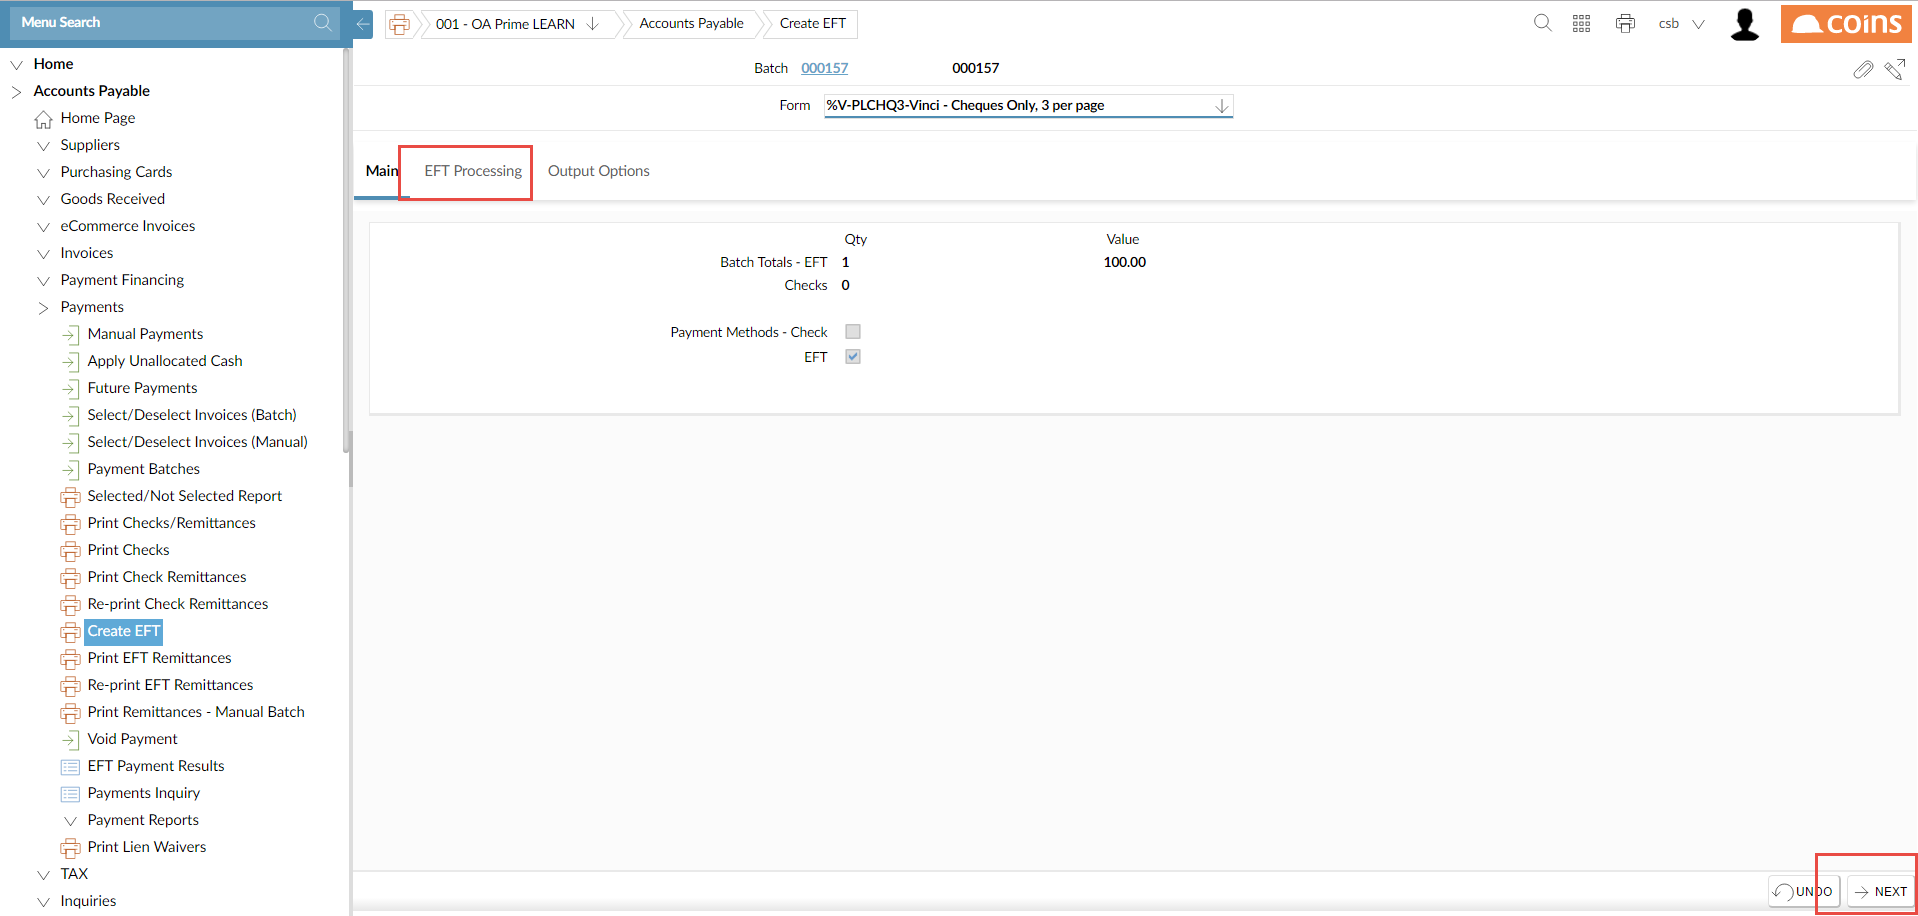 Menu Search
001 - OA Prime LEARN
Accounts Payable
Create EFT
csb
coins
Home
Accounts Payable
Home Page
Suppliers
Purchasing Cards
Goods Received
eCommerce Invoices
Invoices
Payment Financing
Payments
Manual Payments
Apply Unallocated Cash
Future Payments
Select/Deselect Invoices (Batch)
Select/Deselect Invoices (Manual)
Payment Batches
Selected/Not Selected Report
Print Checks/Remittances
Print Checks
Print Check Remittances
Re-print Check Remittances
Create EFT
Print EFT Remittances
Re-print EFT Remittances
Print Remittances - Manual Batch
Void Payment
EFT Payment Results
Payments Inquiry
Payment Reports
Print Lien Waivers
TAX
Inquiries
Batch 000157 000157
Form %V-PLCHQ3-Vinci - Cheques Only, 3 per page
Main EFT Processing Output Options
Qty Value
Batch Totals - EFT 1 100.00
Checks 0
Payment Methods - Check
EFT
UNDO NEXT